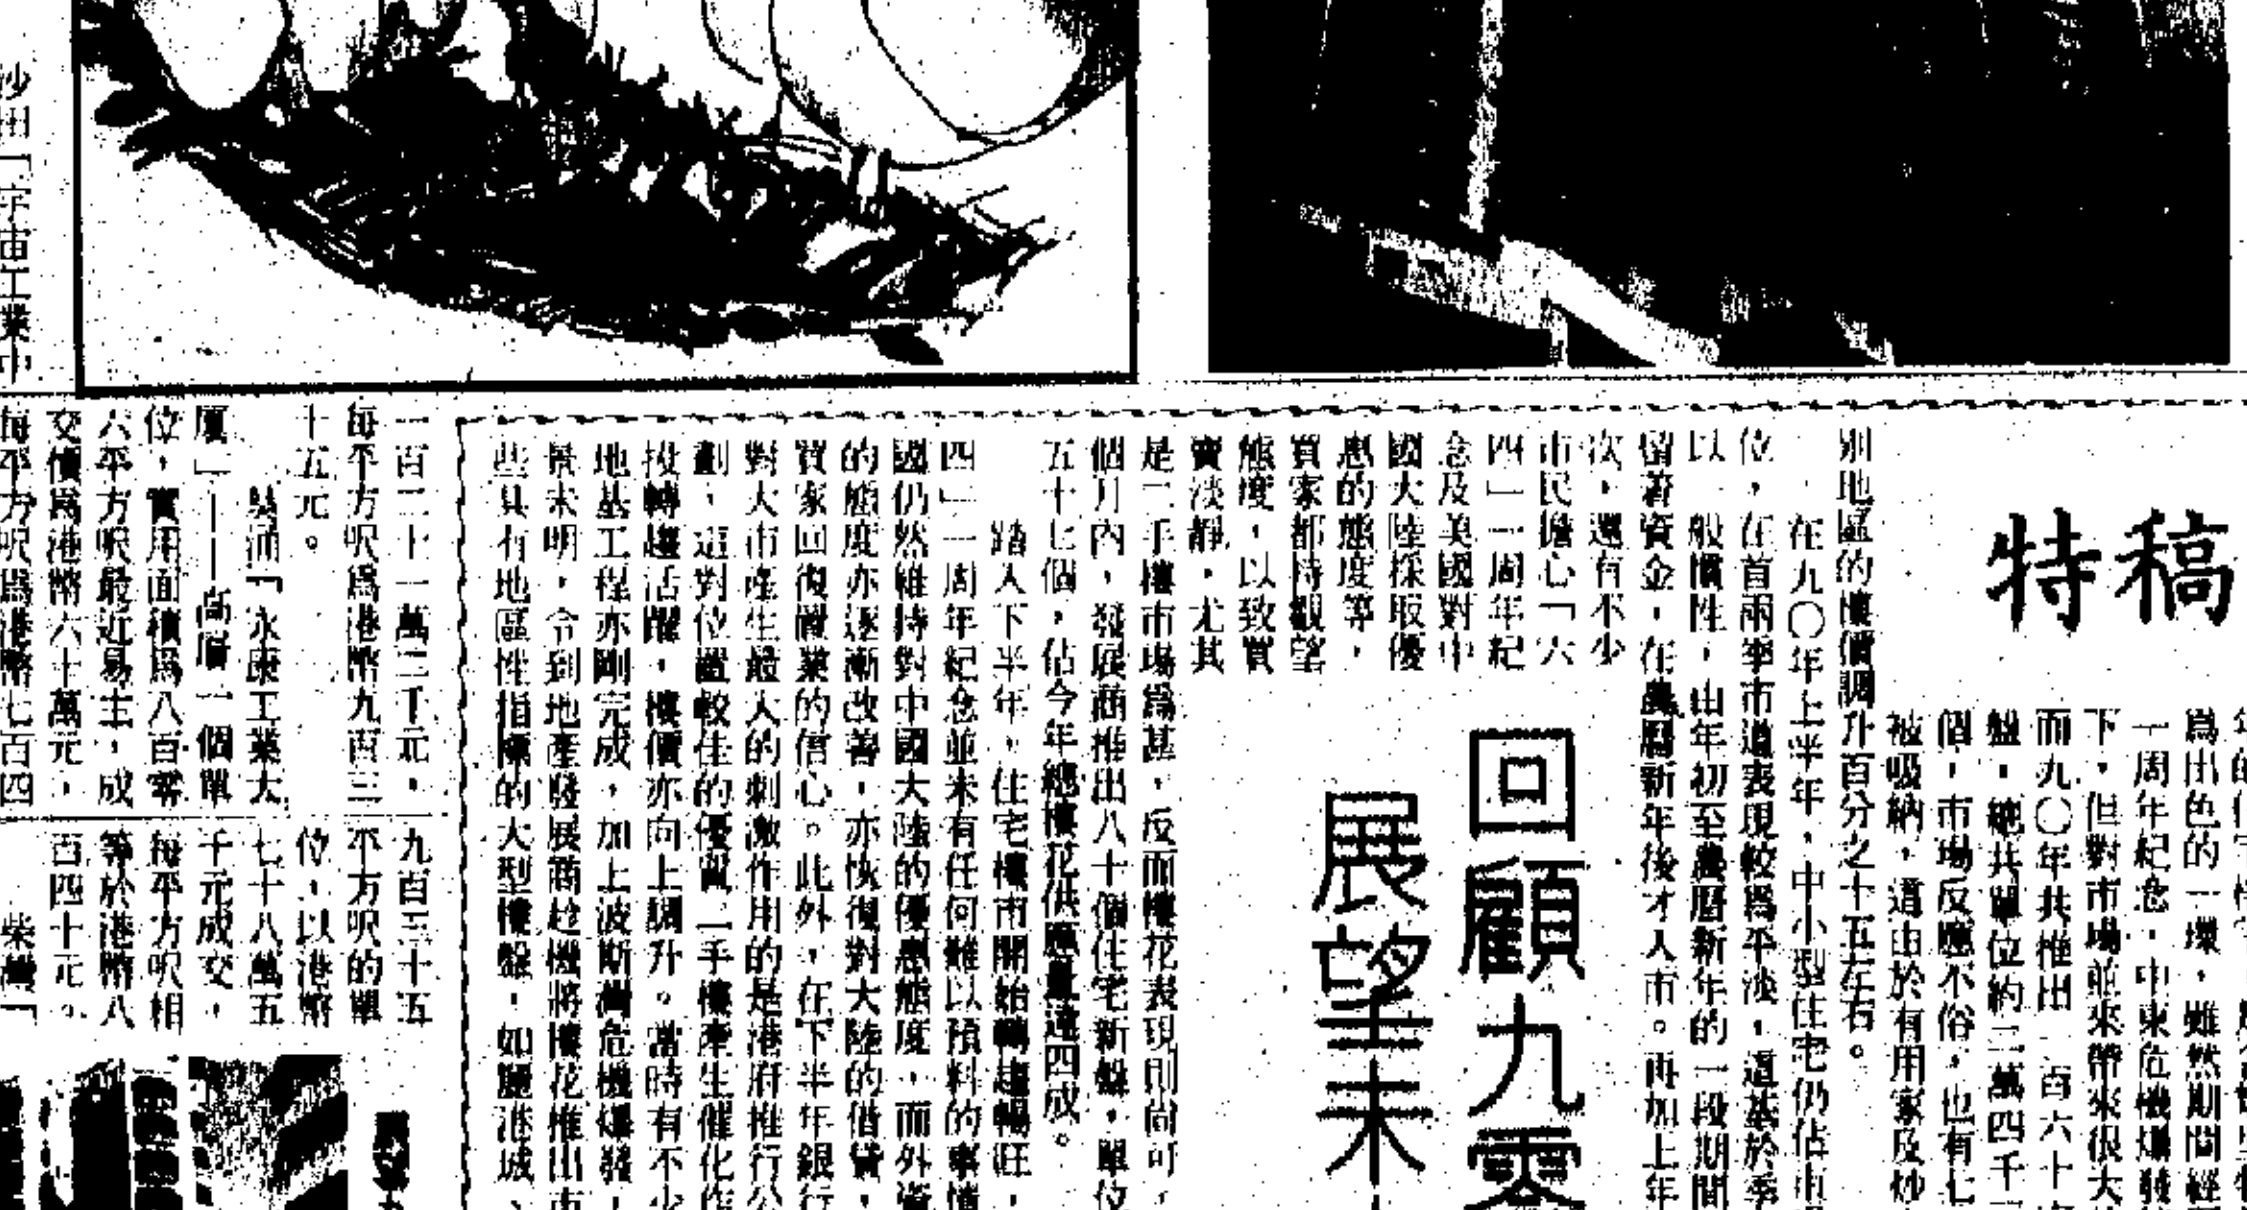 特稿
回顧九零
展望未
爲出色的一環，雖然期間經
一周年紀念，中東危機爆發
下，但對市場並未帶來很大
而九〇年共推出一百六十
盤，總共單位約二萬四千
個，市場反應不俗，也有七
被吸納，這由於有用家及炒
別地區的樓價調升百分之十五左右。
在九〇年上半年，中小型住宅仍佔市
位，在首兩季市道表現較爲平淡，這基於季
以一般慣性，由年初至農曆新年的一段期間
留著資金，在農曆新年後才入市。再加上年
次，還有不少
市民擔心「六
四」一周年紀
念及美國對中
國大陸採取優
惠的態度等，
買家都持觀望
態度，以致買
賣淡靜，尤其
是二手樓市場爲甚，反而樓花表現則尚可，
個月內，發展商推出八十個住宅新盤，單位
五十七個，佔今年總樓花供應量達四成。
踏入下半年，住宅樓市開始轉趨暢旺，
四」一周年紀念並未有任何難以預料的事情
國仍然維持對中國大陸的優惠態度，而外資
的態度亦逐漸改善，亦恢復對大陸的借貸，
買家回復置業的信心。此外，在下半年銀行
對大市產生最大的刺激作用的是港府推行公
劃，這對位置較佳的優質二手樓產生催化作
投轉趨活躍，樓價亦向上調升。當時有不少
地基工程亦剛完成，加上波斯灣危機爆發，
景未明，令到地產發展商趁機將樓花推出市
些具有地區性指標的大型樓盤，如麗港城、
一百二十一萬三千元，
每平方呎爲港幣九百三
十五元。
葵涌「永康工業大
廈」——高層一個單
位，實用面積爲八百零
六平方呎最近易主，成
交價爲港幣六十萬元，
每平方呎爲港幣七百四
九百三十五
平方呎的單
位，以港幣
七十八萬五
千元成交，
每平方呎相
等於港幣八
百四十元。
柴灣「
沙田「宇宙工業中